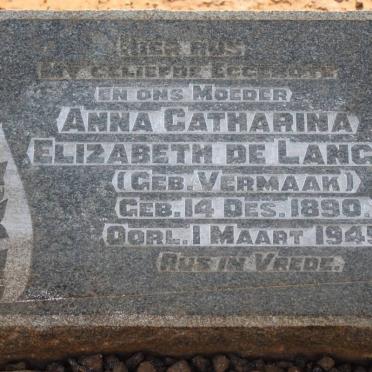 HIER RUS
MY GELIEFDE EGGENOTE
EN ONS MOEDER
ANNA CATHARINA
ELIZABETH DE LANG
(GEB. VERMAAK)
GEB. 14 DES. 1890.
OORL. 1 MAART 1945
RUS IN VREDE.